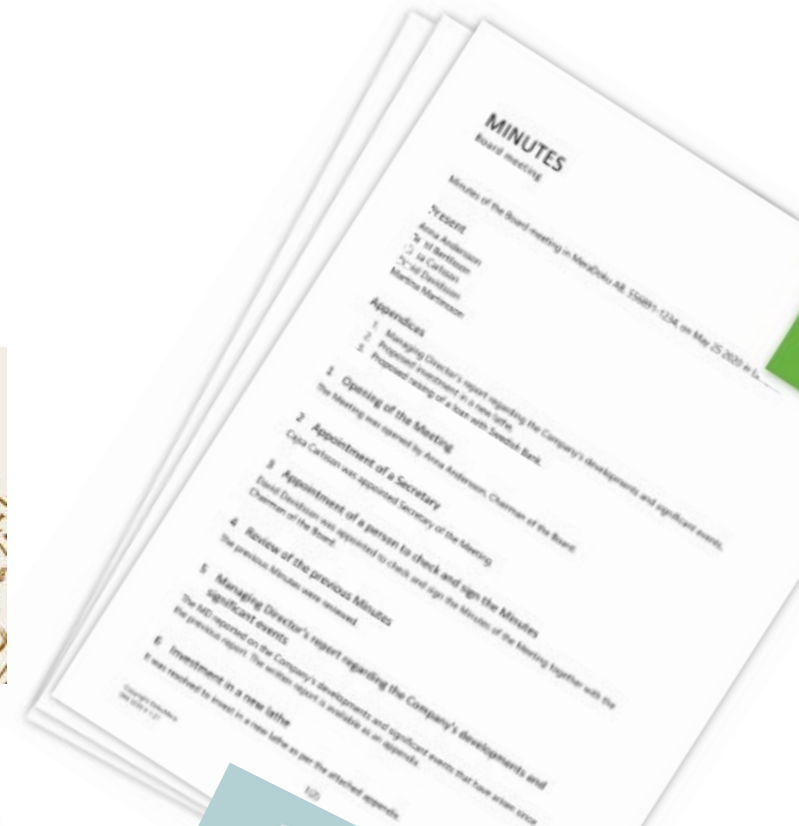 MINUTES
Board meeting
Minutes of the Board meeting in MeraDoku AB, 556891-1234, on May 25 2020 in
Present
Anna Andersson
Bertilsson
Carlsson
David Davidsson
Martina Martinsson
Appendices
1. Managing Director's report regarding the Company's developments and significant events.
2. Proposed investment in a new lathe.
3. Proposed raising of a loan with Swedish Bank.
1 Opening of the Meeting
The Meeting was opened by Anna Andersson, Chairman of the Board.
2 Appointment of a Secretary
Cajsa Carlsson was appointed Secretary of the Meeting.
3 Appointment of a person to check and sign the Minutes
David Davidsson was appointed to check and sign the Minutes of the Meeting together with the
Chairman of the Board.
4 Review of the previous Minutes
The previous Minutes were reviewed.
5 Managing Director's report regarding the Company's developments and
significant events
The MD reported on the Company's developments and significant events that have arisen since
the previous report. The written report is available as an appendix.
6 Investment in a new lathe
It was resolved to invest in a new lathe as per the attached appendix.
1(2)